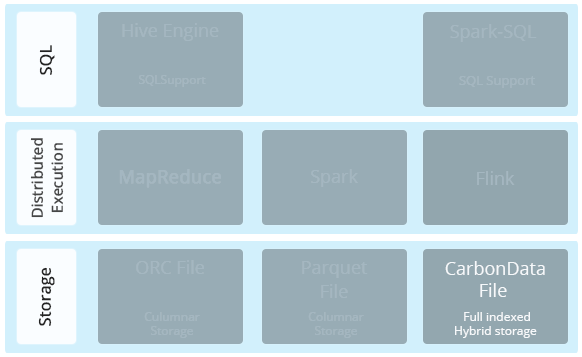 SQL
Hive Engine
SQLSupport
Spark-SQL
SQL Support
Distributed
Execution
MapReduce
Spark
Flink
Storage
ORC File
Culumnar
Storage
Parquet
File
Columnar
Storage
CarbonData
File
Full indexed
Hybrid storage